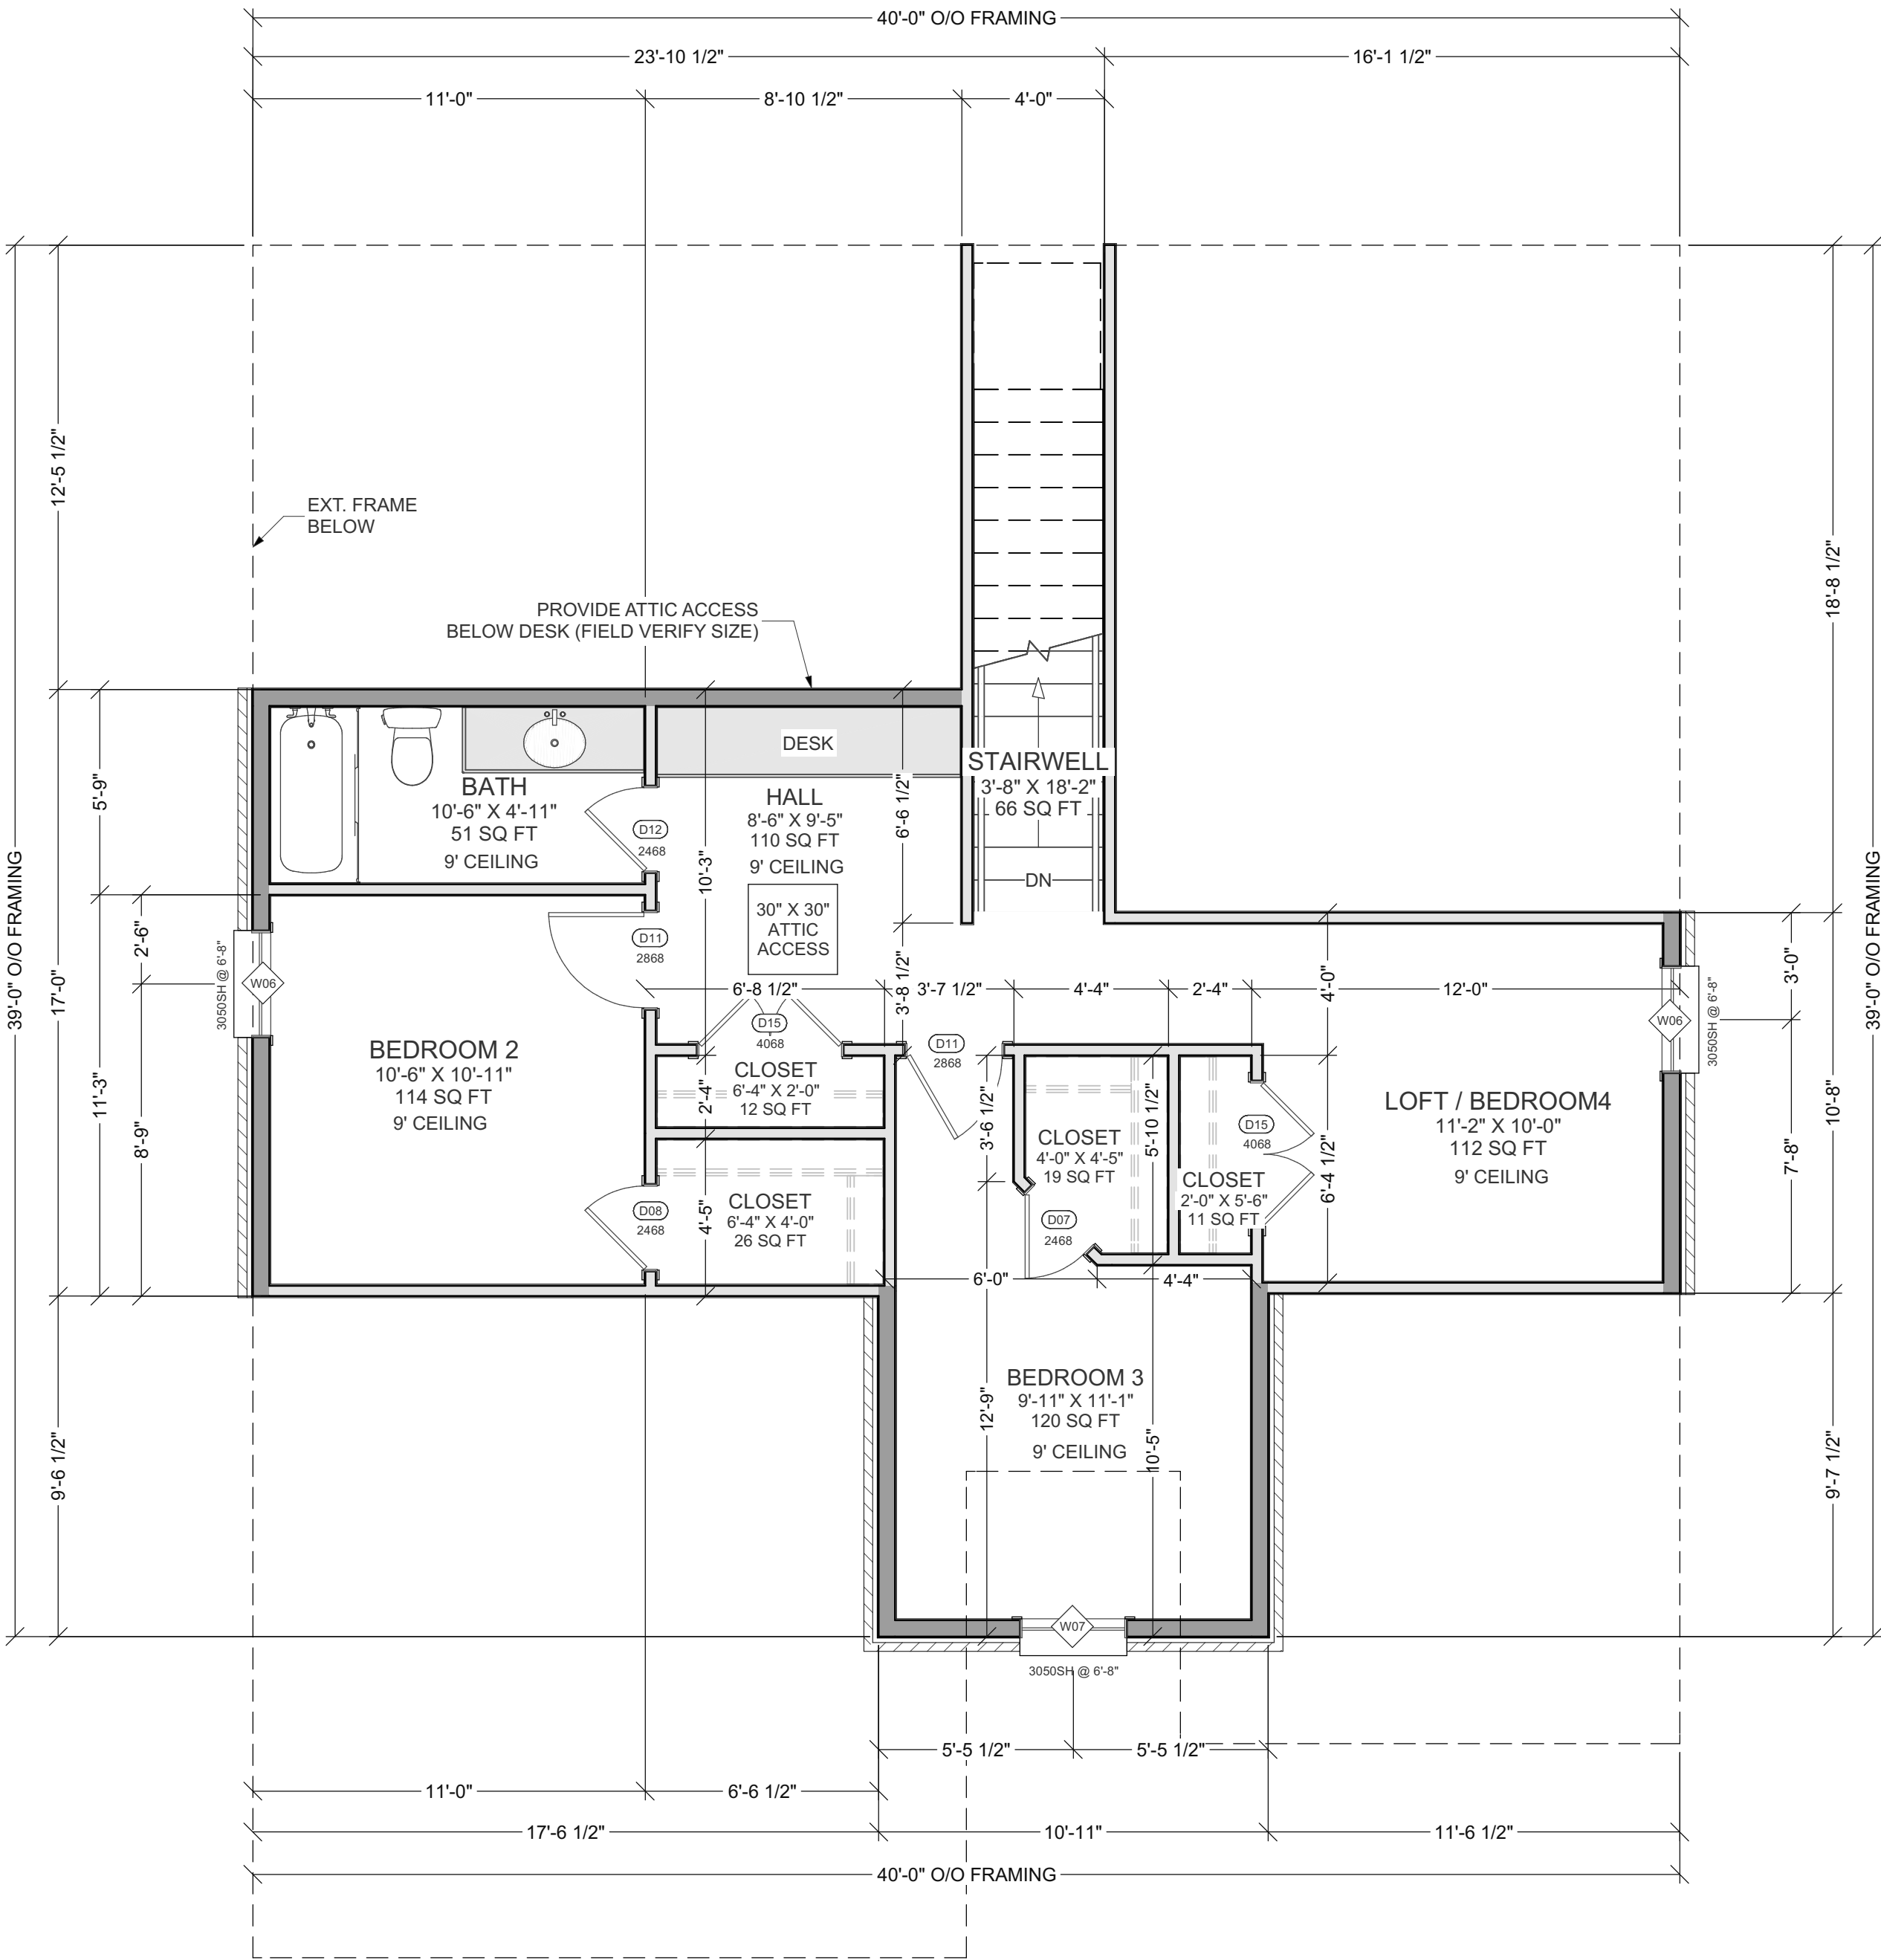 40'-0" O/O FRAMING
23'-10 1/2"
16'-1 1/2"
11'-0"
8'-10 1/2"
4'-0"
39'-0" O/O FRAMING
12'-5 1/2"
17'-0"
9'-6 1/2"
5'-9"
11'-3"
2'-6"
8'-9"
3050SH @ 6'-8"
W06
EXT. FRAME
BELOW
PROVIDE ATTIC ACCESS
BELOW DESK (FIELD VERIFY SIZE)
DESK
BATH
10'-6" X 4'-11"
51 SQ FT
9' CEILING
D12
2468
10'-3"
HALL
8'-6" X 9'-5"
110 SQ FT
9' CEILING
6'-6 1/2"
STAIRWELL
3'-8" X 18'-2"
66 SQ FT
DN
30" X 30"
ATTIC
ACCESS
D11
2868
6'-8 1/2"
3'-8 1/2"
3'-7 1/2"
4'-4"
2'-4"
4'-0"
12'-0"
D15
4068
D11
2868
BEDROOM 2
10'-6" X 10'-11"
114 SQ FT
9' CEILING
CLOSET
6'-4" X 2'-0"
12 SQ FT
2'-4"
CLOSET
6'-4" X 4'-0"
26 SQ FT
4'-5"
D08
2468
3'-6 1/2"
CLOSET
4'-0" X 4'-5"
19 SQ FT
5'-10 1/2"
D07
2468
CLOSET
2'-0" X 5'-6"
11 SQ FT
D15
4068
6'-4 1/2"
LOFT / BEDROOM4
11'-2" X 10'-0"
112 SQ FT
9' CEILING
W06
3050SH @ 6'-8"
3'-0"
7'-8"
18'-8 1/2"
10'-8"
9'-7 1/2"
39'-0" O/O FRAMING
6'-0"
4'-4"
BEDROOM 3
9'-11" X 11'-1"
120 SQ FT
9' CEILING
12'-9"
10'-5"
W07
3050SH @ 6'-8"
5'-5 1/2"
5'-5 1/2"
11'-0"
6'-6 1/2"
17'-6 1/2"
10'-11"
11'-6 1/2"
40'-0" O/O FRAMING